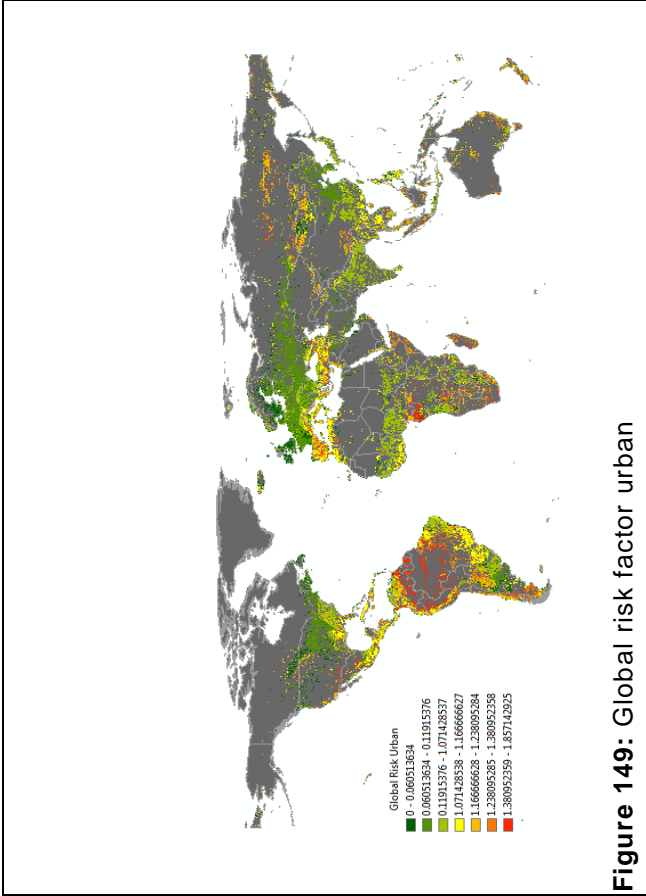 Global Risk Urban
0 - 0.060513634
0.060513634 - 0.11915376
0.11915376 - 1.071428537
1.071428538 - 1.166666627
1.166666628 - 1.238095284
1.238095285 - 1.380952358
1.380952359 - 1.857142925
Figure 149: Global risk factor urban